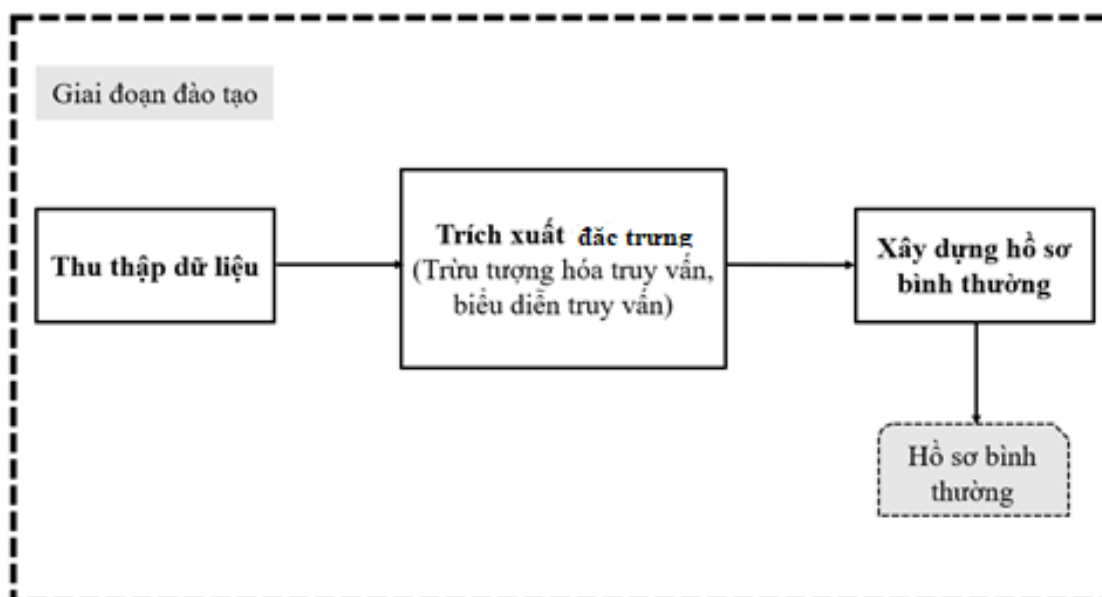 Giai đoạn đào tạo
Thu thập dữ liệu
Trích xuất đăc trưng
(Trừu tượng hóa truy vấn,
biểu diễn truy vấn)
Xây dựng hồ sơ
bình thường
Hồ sơ bình
thường